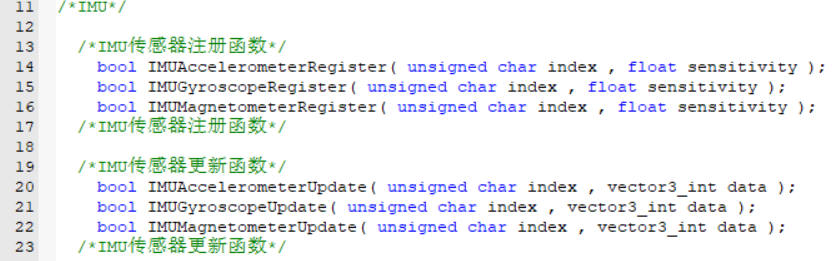 11 /*IMU*/
12
13 /*IMU传感器注册函数*/
14 bool IMUAccelerometerRegister( unsigned char index , float sensitivity );
15 bool IMUGyroscopeRegister( unsigned char index , float sensitivity );
16 bool IMUMagnetometerRegister( unsigned char index , float sensitivity );
17 /*IMU传感器注册函数*/
18
19 /*IMU传感器更新函数*/
20 bool IMUAccelerometerUpdate( unsigned char index , vector3_int data );
21 bool IMUGyroscopeUpdate( unsigned char index , vector3_int data );
22 bool IMUMagnetometerUpdate( unsigned char index , vector3_int data );
23 /*IMU传感器更新函数*/